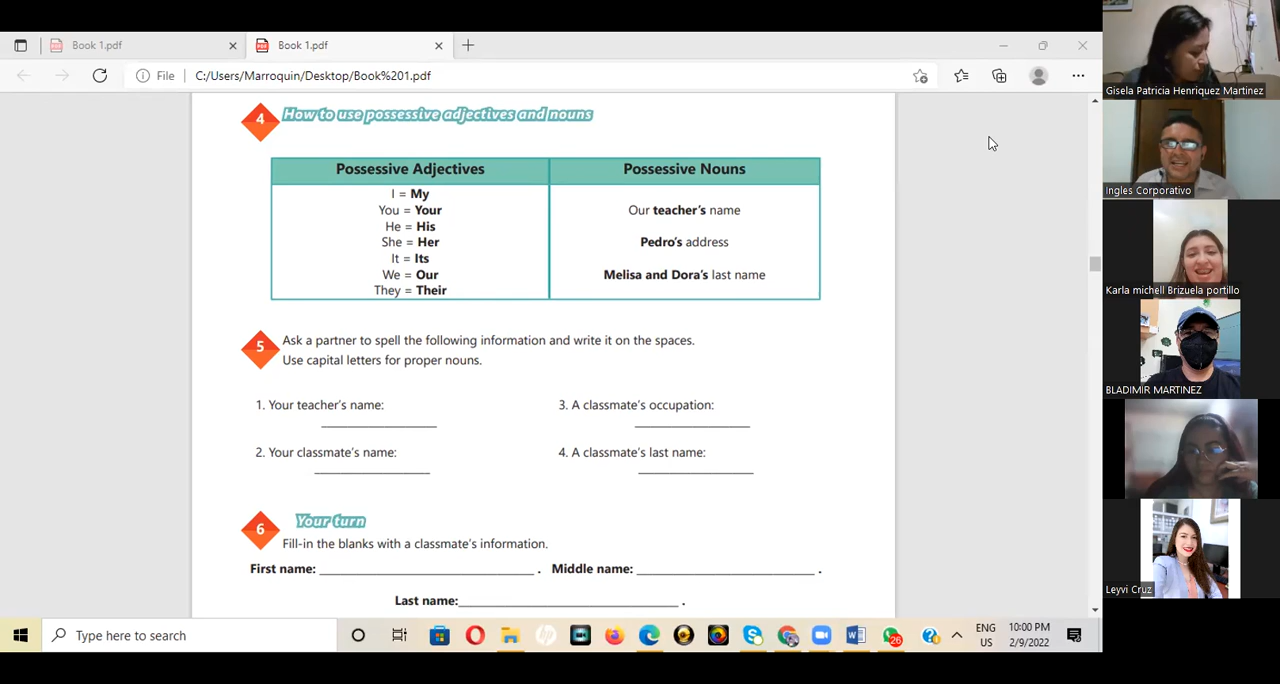 Book 1.pdf
Book 1.pdf
File
C:/Users/Marroquin/Desktop/Book%201.pdf
4 How to use possessive adjectives and nouns
Possessive Adjectives
Possessive Nouns
I = My
You = Your
He = His
She = Her
It = Its
We = Our
They = Their
Our teacher's name
Pedro's address
Melisa and Dora's last name
5 Ask a partner to spell the following information and write it on the spaces.
Use capital letters for proper nouns.
1. Your teacher's name:
3. A classmate's occupation:
2. Your classmate's name:
4. A classmate's last name:
6 Your turn
Fill-in the blanks with a classmate's information.
First name: . Middle name: .
Last name: .
Type here to search
26
ENG
US
10:00 PM
2/9/2022
Gisela Patricia Henriquez Martinez
Ingles Corporativo
Karla michell Brizuela portillo
BLADIMIR MARTINEZ
Leyvi Cruz